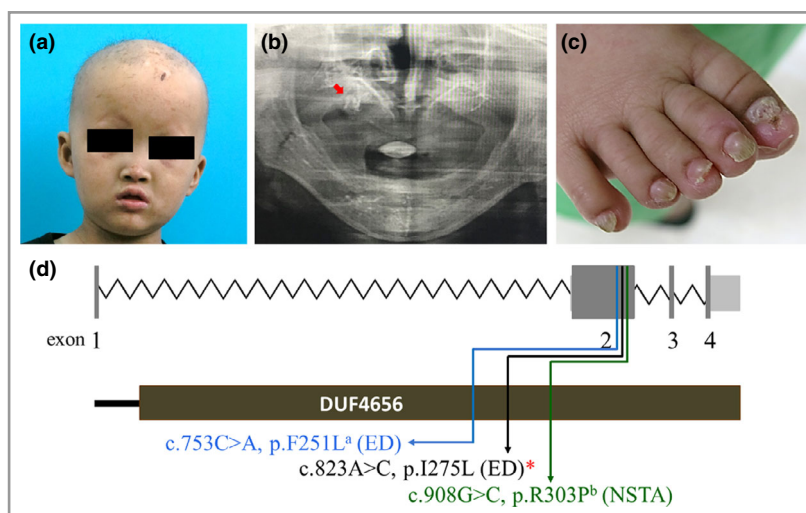 (a)
(b)
(c)
(d)
exon 1
2
3
4
DUF4656
c.753C>A, p.F251Lᵃ (ED)
c.823A>C, p.I275L (ED)*
c.908G>C, p.R303Pᵇ (NSTA)